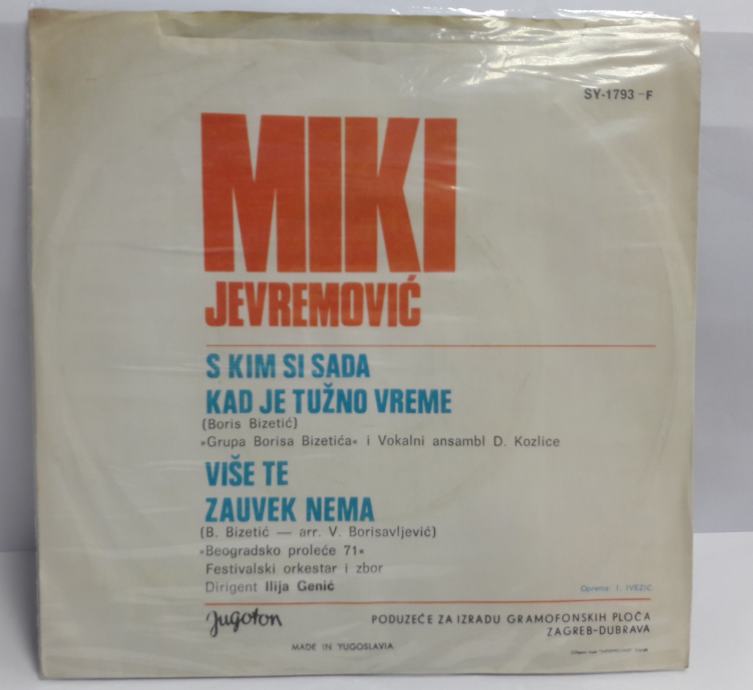 SY-1793-F
MIKI
JEVREMOVIĆ
S KIM SI SADA
KAD JE TUŽNO VREME
(Boris Bizetić)
»Grupa Borisa Bizetića« i Vokalni ansambl D. Kozlice
VIŠE TE
ZAUVEK NEMA
(B. Bizetić — arr. V. Borisavljević)
»Beogradsko proleće 71«
Festivalski orkestar i zbor
Dirigent Ilija Genić
Oprema: I. IVEZIĆ
Jugoton
PODUZEĆE ZA IZRADU GRAMOFONSKIH PLOČA
ZAGREB-DUBRAVA
MADE IN YUGOSLAVIA